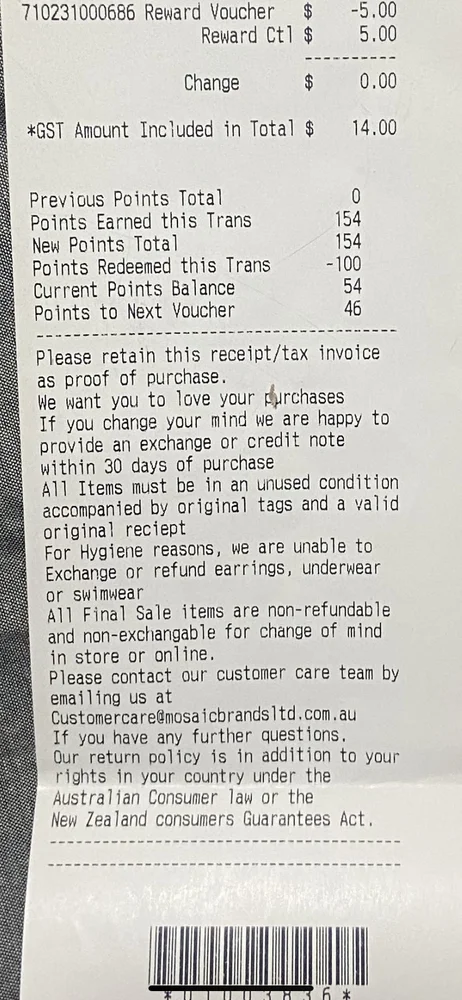 710231000686 Reward Voucher $ -5.00
Reward Ctl $ 5.00
----------
Change $ 0.00
*GST Amount Included in Total $ 14.00
Previous Points Total 0
Points Earned this Trans 154
New Points Total 154
Points Redeemed this Trans -100
Current Points Balance 54
Points to Next Voucher 46
----------------------------------------
Please retain this receipt/tax invoice
as proof of purchase.
We want you to love your purchases
If you change your mind we are happy to
provide an exchange or credit note
within 30 days of purchase
All Items must be in an unused condition
accompanied by original tags and a valid
original reciept
For Hygiene reasons, we are unable to
Exchange or refund earrings, underwear
or swimwear
All Final Sale items are non-refundable
and non-exchangable for change of mind
in store or online.
Please contact our customer care team by
emailing us at
Customercare@mosaicbrandsltd.com.au
If you have any further questions.
Our return policy is in addition to your
rights in your country under the
Australian Consumer law or the
New Zealand consumers Guarantees Act.
----------------------------------------
----------------------------------------